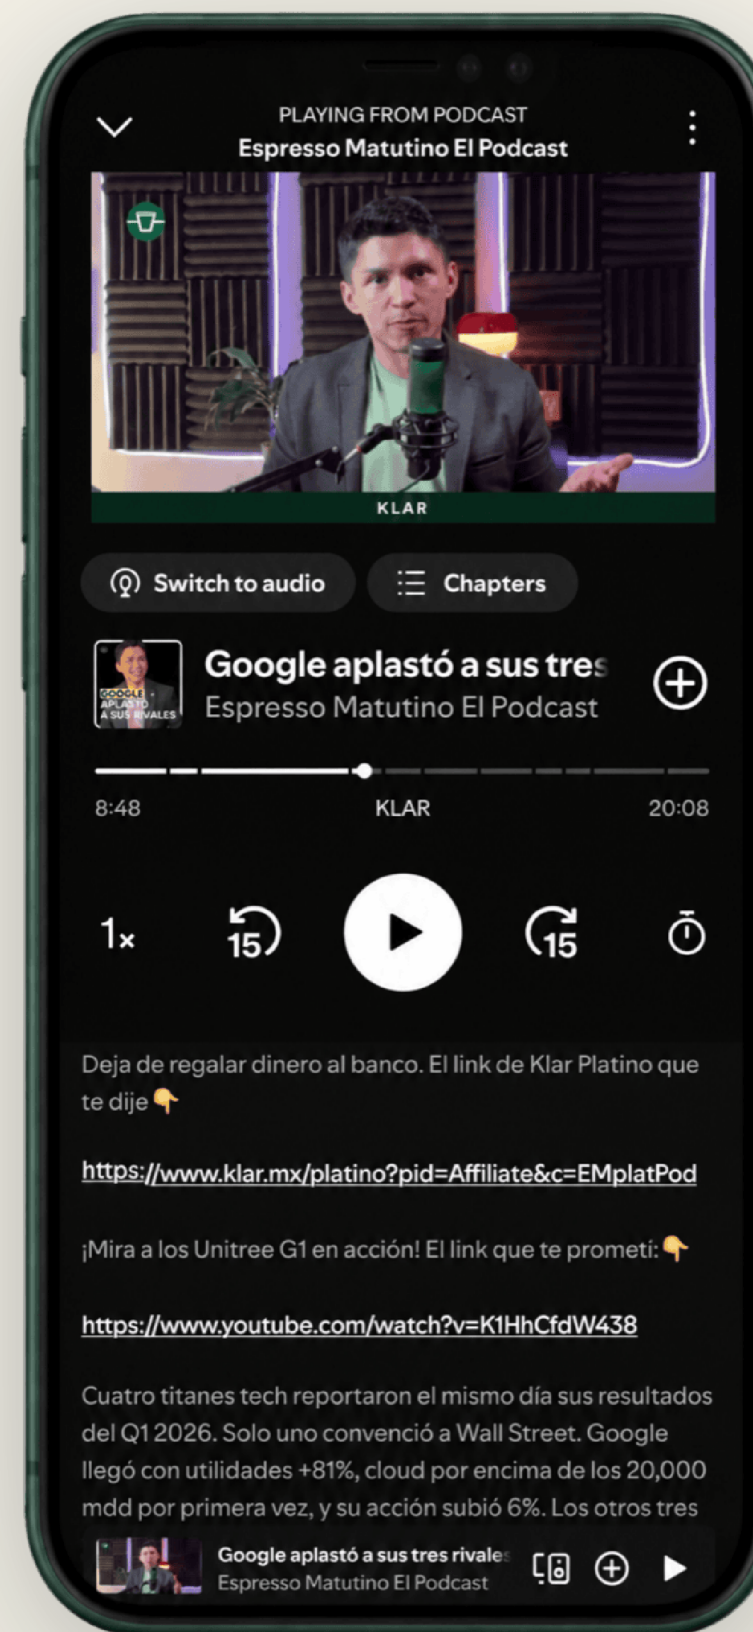 PLAYING FROM PODCAST
Espresso Matutino El Podcast
KLAR
Switch to audio
Chapters
GOOGLE
APLASTÓ
A SUS RIVALES
Google aplastó a sus tres
Espresso Matutino El Podcast
8:48
KLAR
20:08
1x
15
15
Deja de regalar dinero al banco. El link de Klar Platino que
te dije 👇
https://www.klar.mx/platino?pid=Affiliate&c=EMplatPod
¡Mira a los Unitree G1 en acción! El link que te prometí: 👇
https://www.youtube.com/watch?v=K1HhCfdW438
Cuatro titanes tech reportaron el mismo día sus resultados
del Q1 2026. Solo uno convenció a Wall Street. Google
llegó con utilidades +81%, cloud por encima de los 20,000
mdd por primera vez, y su acción subió 6%. Los otros tres
Google aplastó a sus tres rivales
Espresso Matutino El Podcast